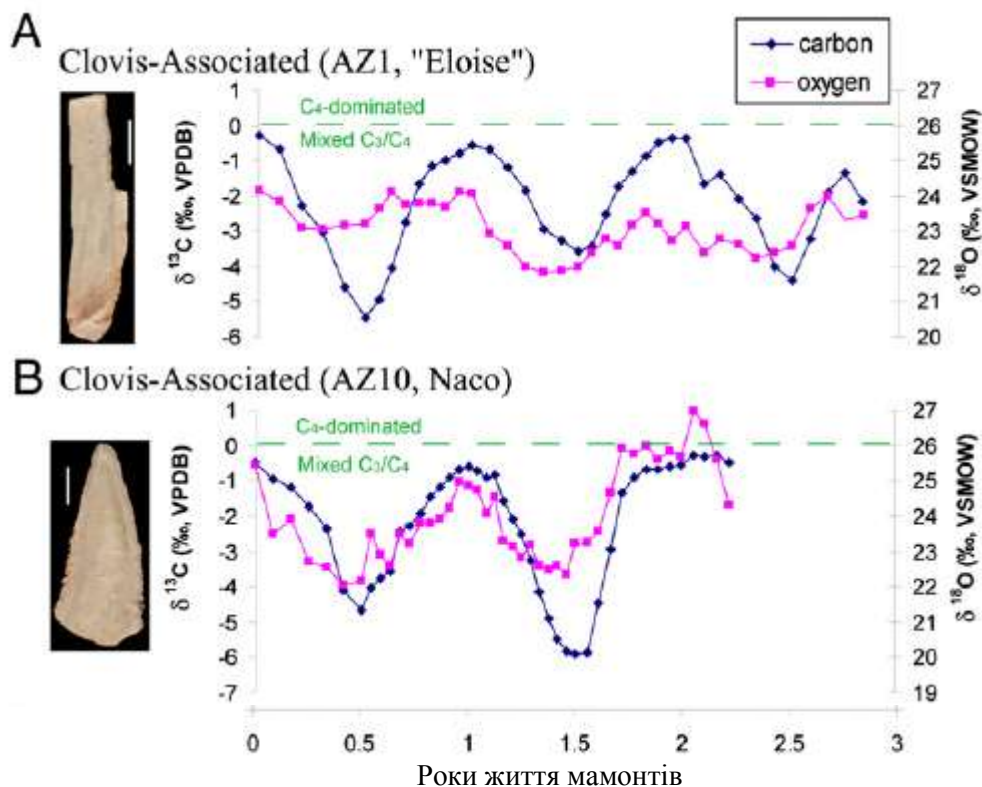 A
Clovis-Associated (AZ1, "Eloise")
carbon
oxygen
1
0
-1
-2
-3
-4
-5
-6
δ ¹³C (‰, VPDB)
C₄-dominated
Mixed C₃/C₄
27
26
25
24
23
22
21
20
δ ¹⁸O (‰, VSMOW)
B
Clovis-Associated (AZ10, Naco)
1
0
-1
-2
-3
-4
-5
-6
-7
δ ¹³C (‰, VPDB)
C₄-dominated
Mixed C₃/C₄
27
26
25
24
23
22
21
20
19
δ ¹⁸O (‰, VSMOW)
0 0.5 1 1.5 2 2.5 3
Роки життя мамонтів